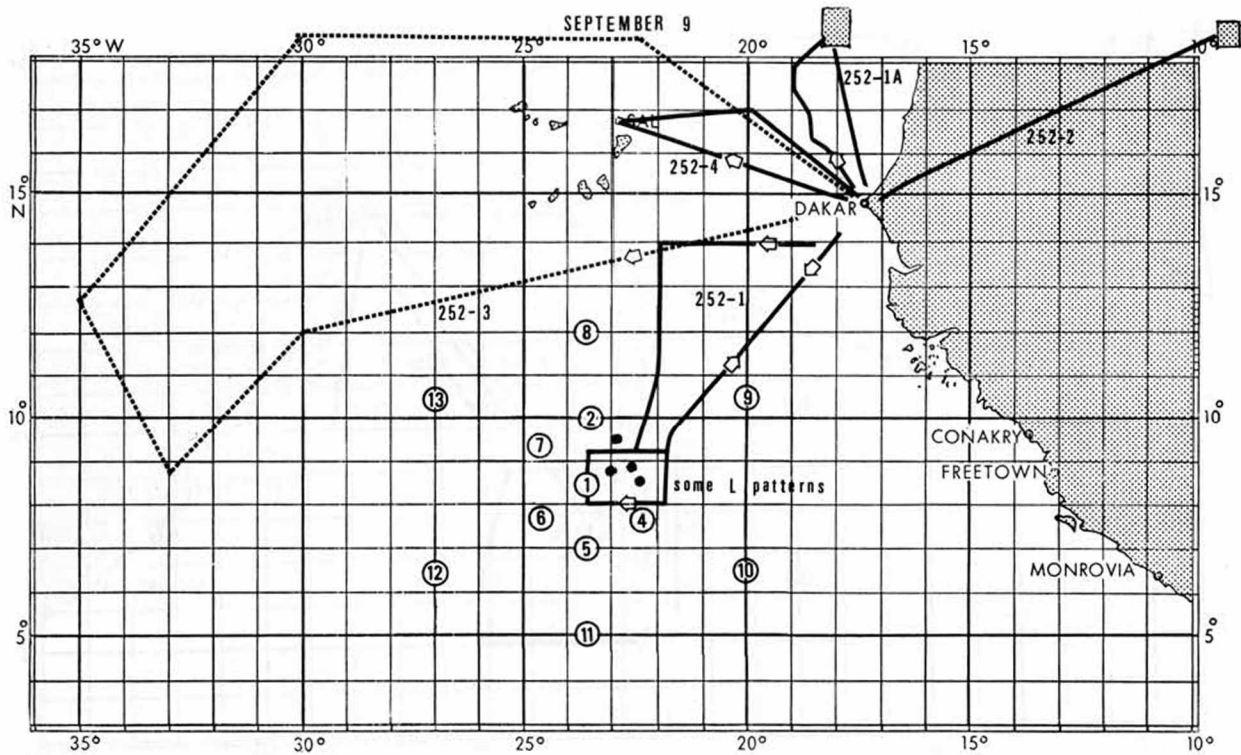 SEPTEMBER 9
35° W 30° 25° 20° 15° 10°
252-1A
252-2
SAL
252-4
15° N
15°
DAKAR
252-1
252-3
8
13
9
10°
2
10°
7
CONAKRY
FREETOWN
1
some L patterns
6
4
5
12
10
MONROVIA
5°
11
5°
35° 30° 25° 20° 15° 10°